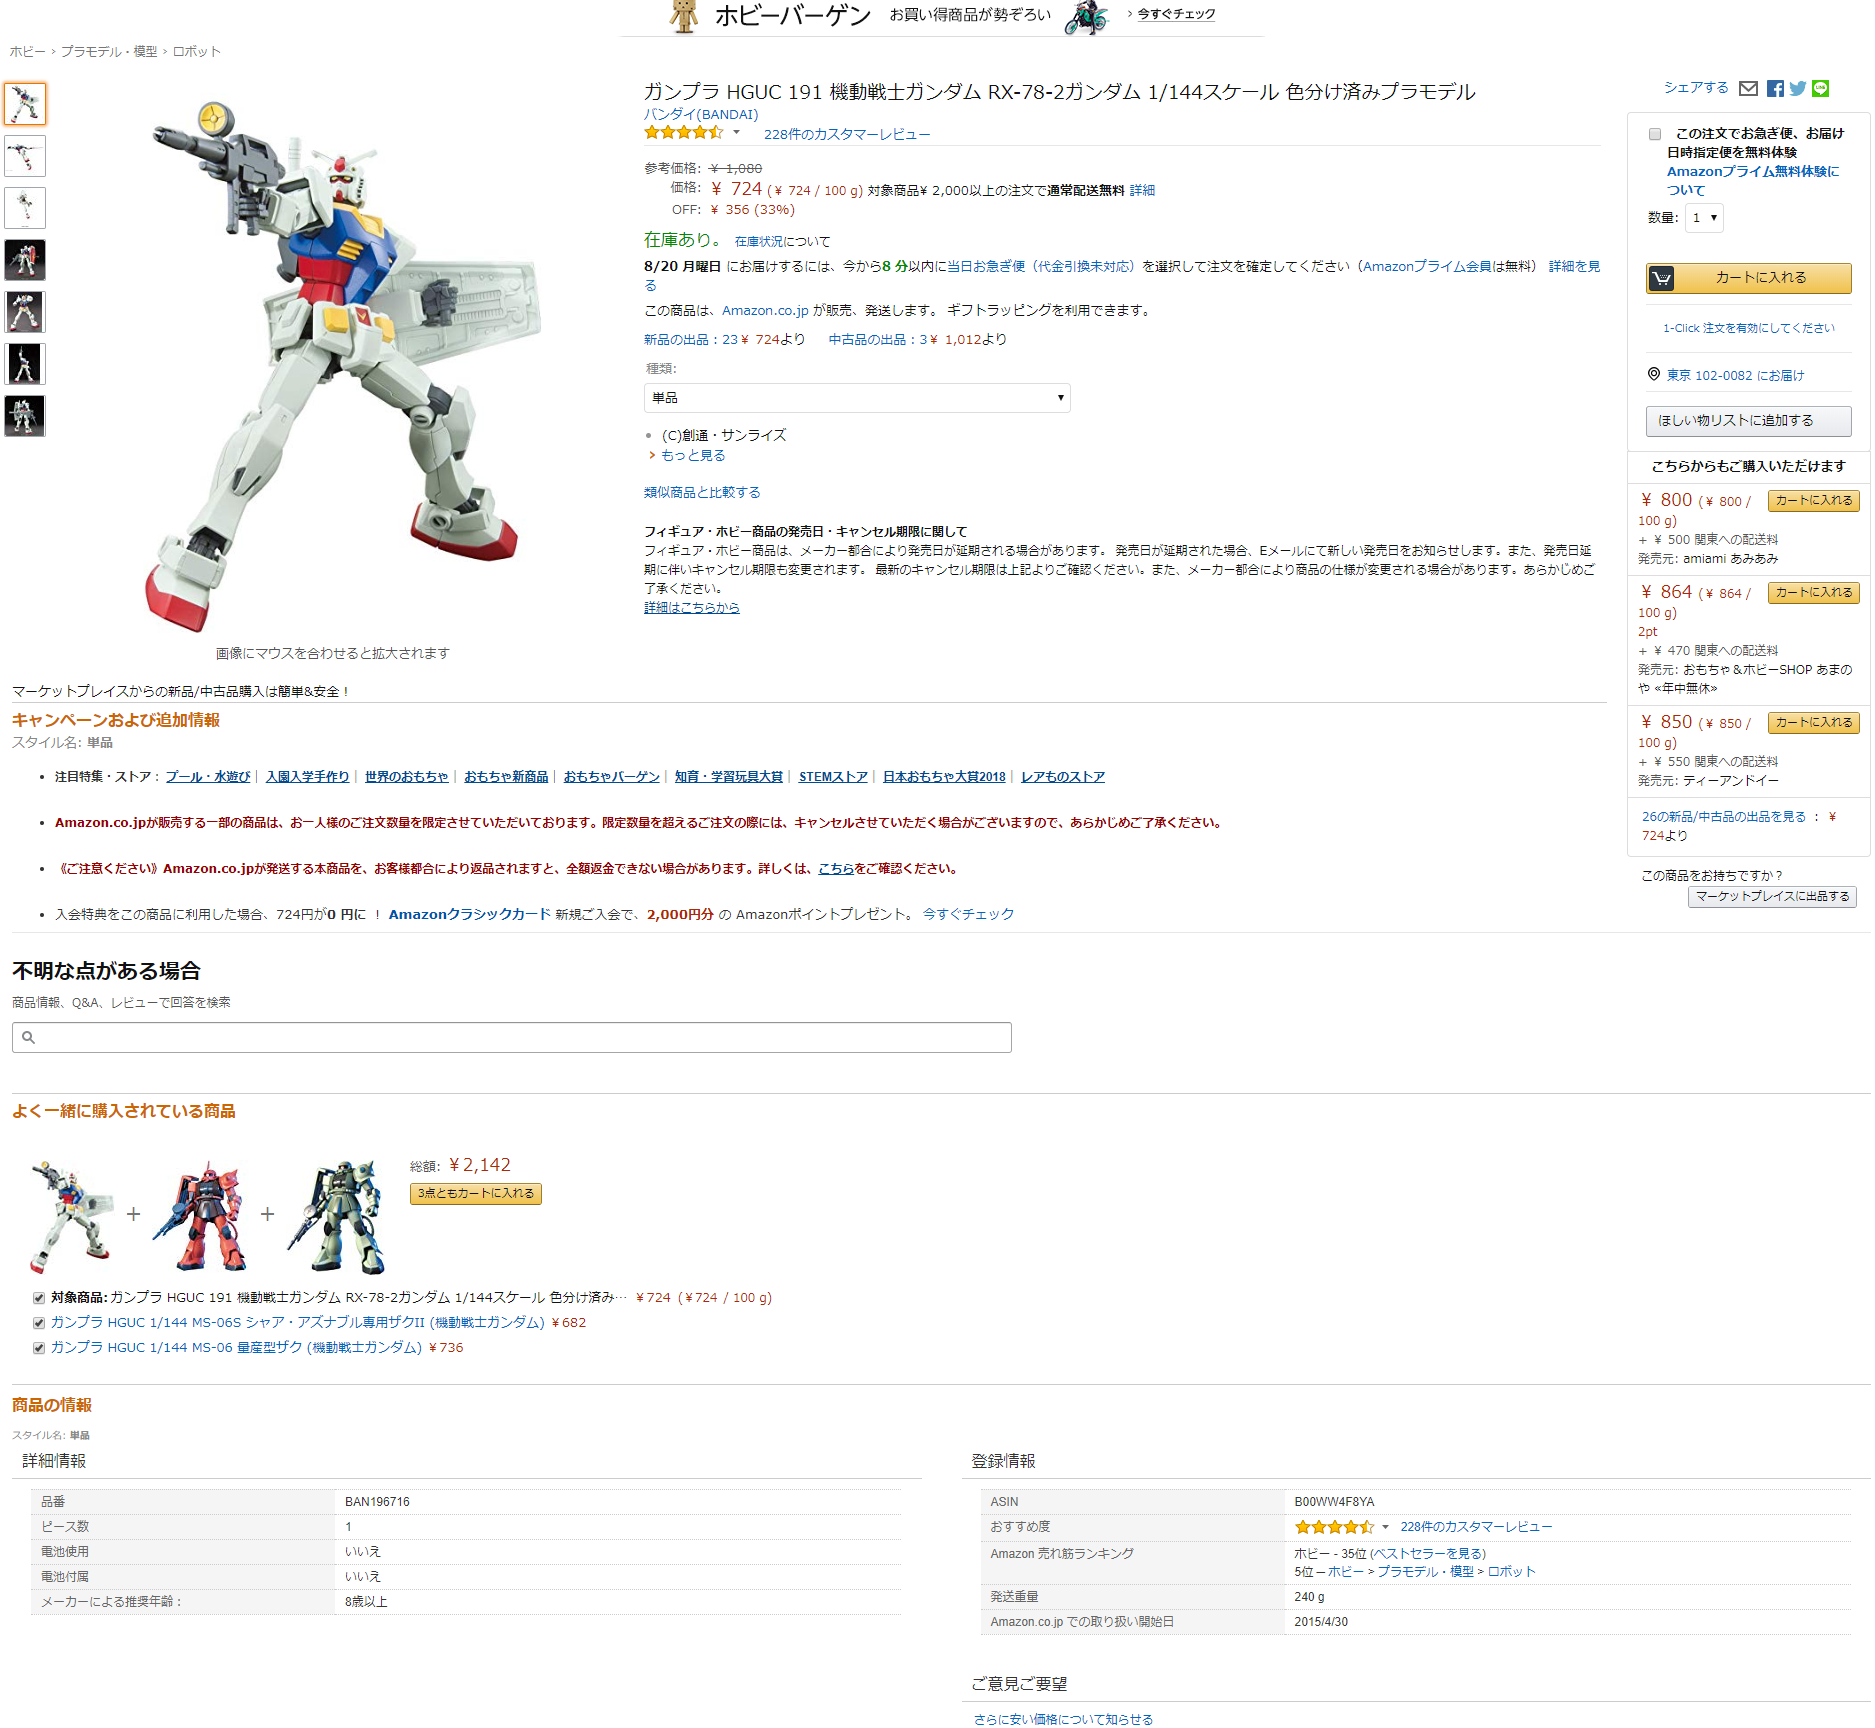 ホビーバーゲン お買い得商品が勢ぞろい › 今すぐチェック
ホビー › プラモデル・模型 › ロボット
ガンプラ HGUC 191 機動戦士ガンダム RX-78-2ガンダム 1/144スケール 色分け済みプラモデル
バンダイ(BANDAI)
228件のカスタマーレビュー
参考価格: ￥ 1,080
価格: ￥ 724 (￥ 724 / 100 g) 対象商品￥ 2,000以上の注文で通常配送無料 詳細
OFF: ￥ 356 (33%)
在庫あり。 在庫状況について
8/20 月曜日 にお届けするには、今から8 分以内に当日お急ぎ便（代金引換未対応）を選択して注文を確定してください（Amazonプライム会員は無料） 詳細を見
る
この商品は、Amazon.co.jp が販売、発送します。 ギフトラッピングを利用できます。
新品の出品：23￥ 724より 中古品の出品：3￥ 1,012より
種類:
単品
(C)創通・サンライズ
› もっと見る
類似商品と比較する
フィギュア・ホビー商品の発売日・キャンセル期限に関して
フィギュア・ホビー商品は、メーカー都合により発売日が延期される場合があります。 発売日が延期された場合、Eメールにて新しい発売日をお知らせします。また、発売日延
期に伴いキャンセル期限も変更されます。 最新のキャンセル期限は上記よりご確認ください。また、メーカー都合により商品の仕様が変更される場合があります。あらかじめご
了承ください。
詳細はこちらから
画像にマウスを合わせると拡大されます
シェアする
この注文でお急ぎ便、お届け
日時指定便を無料体験
Amazonプライム無料体験に
ついて
数量: 1
カートに入れる
1-Click 注文を有効にしてください
東京 102-0082 にお届け
ほしい物リストに追加する
こちらからもご購入いただけます
￥ 800 (￥ 800 / カートに入れる
100 g)
+ ￥ 500 関東への配送料
発売元: amiami あみあみ
￥ 864 (￥ 864 / カートに入れる
100 g)
2pt
+ ￥ 470 関東への配送料
発売元: おもちゃ＆ホビーSHOP あまの
や «年中無休»
￥ 850 (￥ 850 / カートに入れる
100 g)
+ ￥ 550 関東への配送料
発売元: ティーアンドイー
26の新品/中古品の出品を見る ： ￥
724より
この商品をお持ちですか？
マーケットプレイスに出品する
マーケットプレイスからの新品/中古品購入は簡単&安全！
キャンペーンおよび追加情報
スタイル名: 単品
• 注目特集・ストア： プール・水遊び｜ 入園入学手作り｜ 世界のおもちゃ｜ おもちゃ新商品｜ おもちゃバーゲン｜ 知育・学習玩具大賞｜ STEMストア｜ 日本おもちゃ大賞2018｜ レアものストア
• Amazon.co.jpが販売する一部の商品は、お一人様のご注文数量を限定させていただいております。限定数量を超えるご注文の際には、キャンセルさせていただく場合がございますので、あらかじめご了承ください。
• 《ご注意ください》Amazon.co.jpが発送する本商品を、お客様都合により返品されますと、全額返金できない場合があります。詳しくは、こちらをご確認ください。
• 入会特典をこの商品に利用した場合、724円が0 円に ！ Amazonクラシックカード 新規ご入会で、2,000円分 の Amazonポイントプレゼント。 今すぐチェック
不明な点がある場合
商品情報、Q&A、レビューで回答を検索
よく一緒に購入されている商品
+ +
総額: ￥2,142
3点ともカートに入れる
対象商品: ガンプラ HGUC 191 機動戦士ガンダム RX-78-2ガンダム 1/144スケール 色分け済み… ￥724 (￥724 / 100 g)
ガンプラ HGUC 1/144 MS-06S シャア・アズナブル専用ザクII (機動戦士ガンダム) ￥682
ガンプラ HGUC 1/144 MS-06 量産型ザク (機動戦士ガンダム) ￥736
商品の情報
スタイル名: 単品
詳細情報
品番 BAN196716
ピース数 1
電池使用 いいえ
電池付属 いいえ
メーカーによる推奨年齢： 8歳以上
登録情報
ASIN B00WW4F8YA
おすすめ度 228件のカスタマーレビュー
Amazon 売れ筋ランキング ホビー - 35位 (ベストセラーを見る)
5位 ─ ホビー > プラモデル・模型 > ロボット
発送重量 240 g
Amazon.co.jp での取り扱い開始日 2015/4/30
ご意見ご要望
さらに安い価格について知らせる